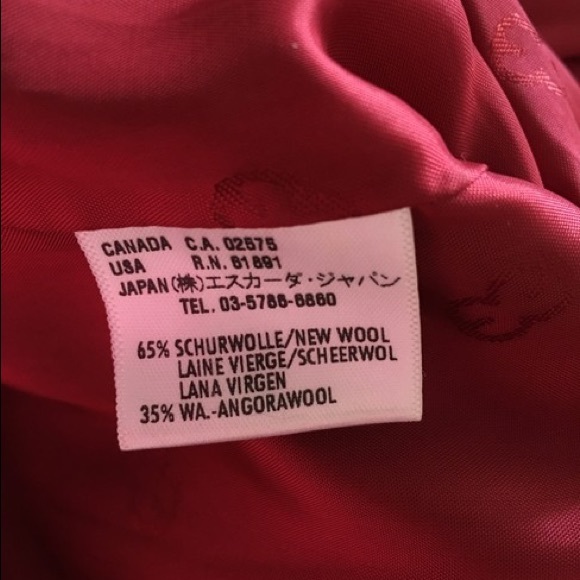 CANADA C.A. 02575
USA R.N. 61891
JAPAN(株)エスカーダ・ジャパン
TEL. 03-5786-6660
65% SCHURWOLLE/NEW WOOL
LAINE VIERGE/SCHEERWOL
LANA VIRGEN
35% WA.-ANGORAWOOL